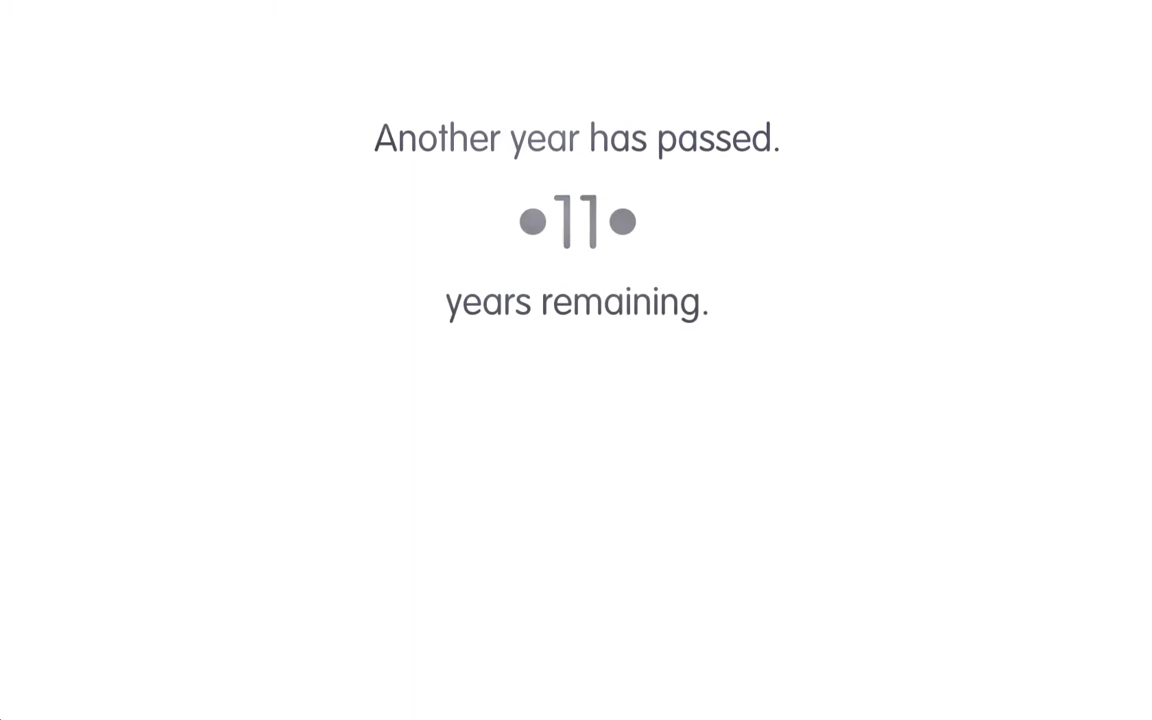 Another year has passed.
•11•
years remaining.